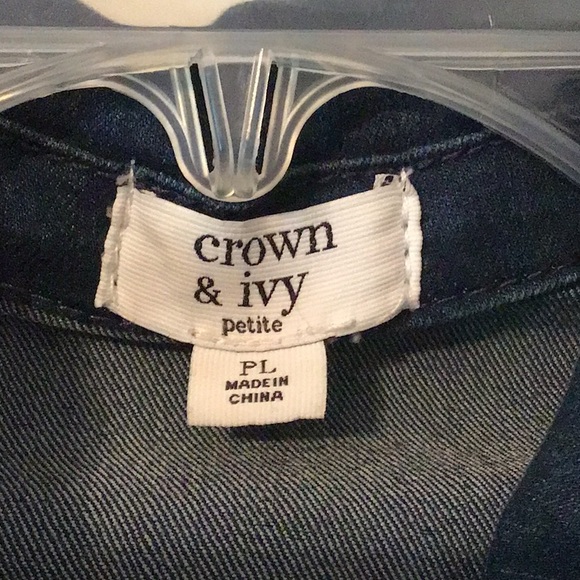 crown
& ivy
petite
PL
MADE IN
CHINA